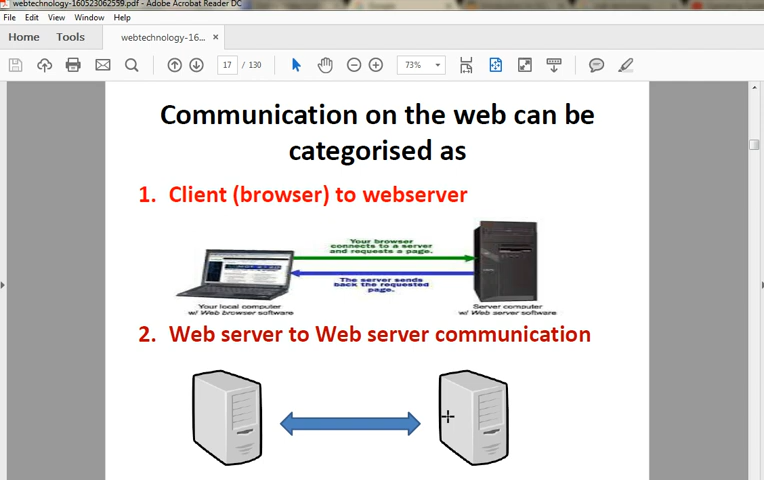 webtechnology-160523062559.pdf - Adobe Acrobat Reader DC
File Edit View Window Help
Home Tools webtechnology-16... ×
17 / 130 73%
Communication on the web can be
categorised as
1. Client (browser) to webserver
Your browser
connects to a server
and requests a page.
The server sends
back the requested
page.
Your local computer
w/ Web browser software
Server computer
w/ Web server software
2. Web server to Web server communication